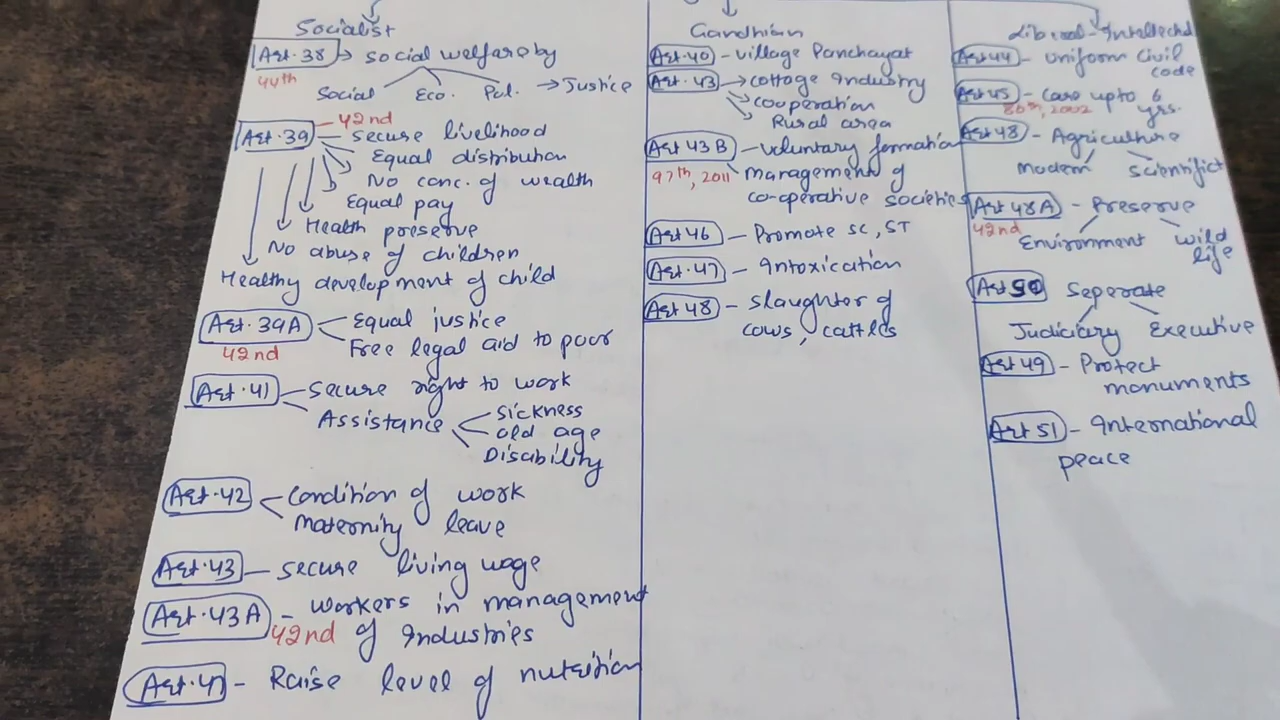 Socialist
Art·38 → Social welfare by
44th
Social Eco. Pol. → Justice
42nd
Art·39 Secure livelihood
Equal distribution
No conc. of wealth
Equal pay
Health preserve
No abuse of children
Healthy development of child
Art·39A Equal justice
42nd Free legal aid to poor
Art·41 - Secure right to work
Assistance Sickness
old age
Disability
Art·42 Condition of work
maternity leave
Art·43 - Secure living wage
Art·43A - workers in management
42nd of Industries
Art·47 - Raise level of nutrition
Gandhian
Art·40 - village Panchayat
Art·43 → Cottage Industry
→ Cooperation
Rural area
Art 43B - voluntary formation
97th, 2011 management of
co-operative societies
Art 46 - Promote SC, ST
Art·47 - Intoxication
Art 48 - Slaughter of
cows, cattles
Liberal-Intellectual
Art 44 - Uniform Civil
code
Art 45 - Care upto 6
86th, 2002 yrs.
Art 48 - Agriculture
modern scientific
Art 48A - Preserve
42nd Environment wild
life
Art 50 Seperate
Judiciary Executive
Art 49 - Protect
monuments
Art 51 - International
peace